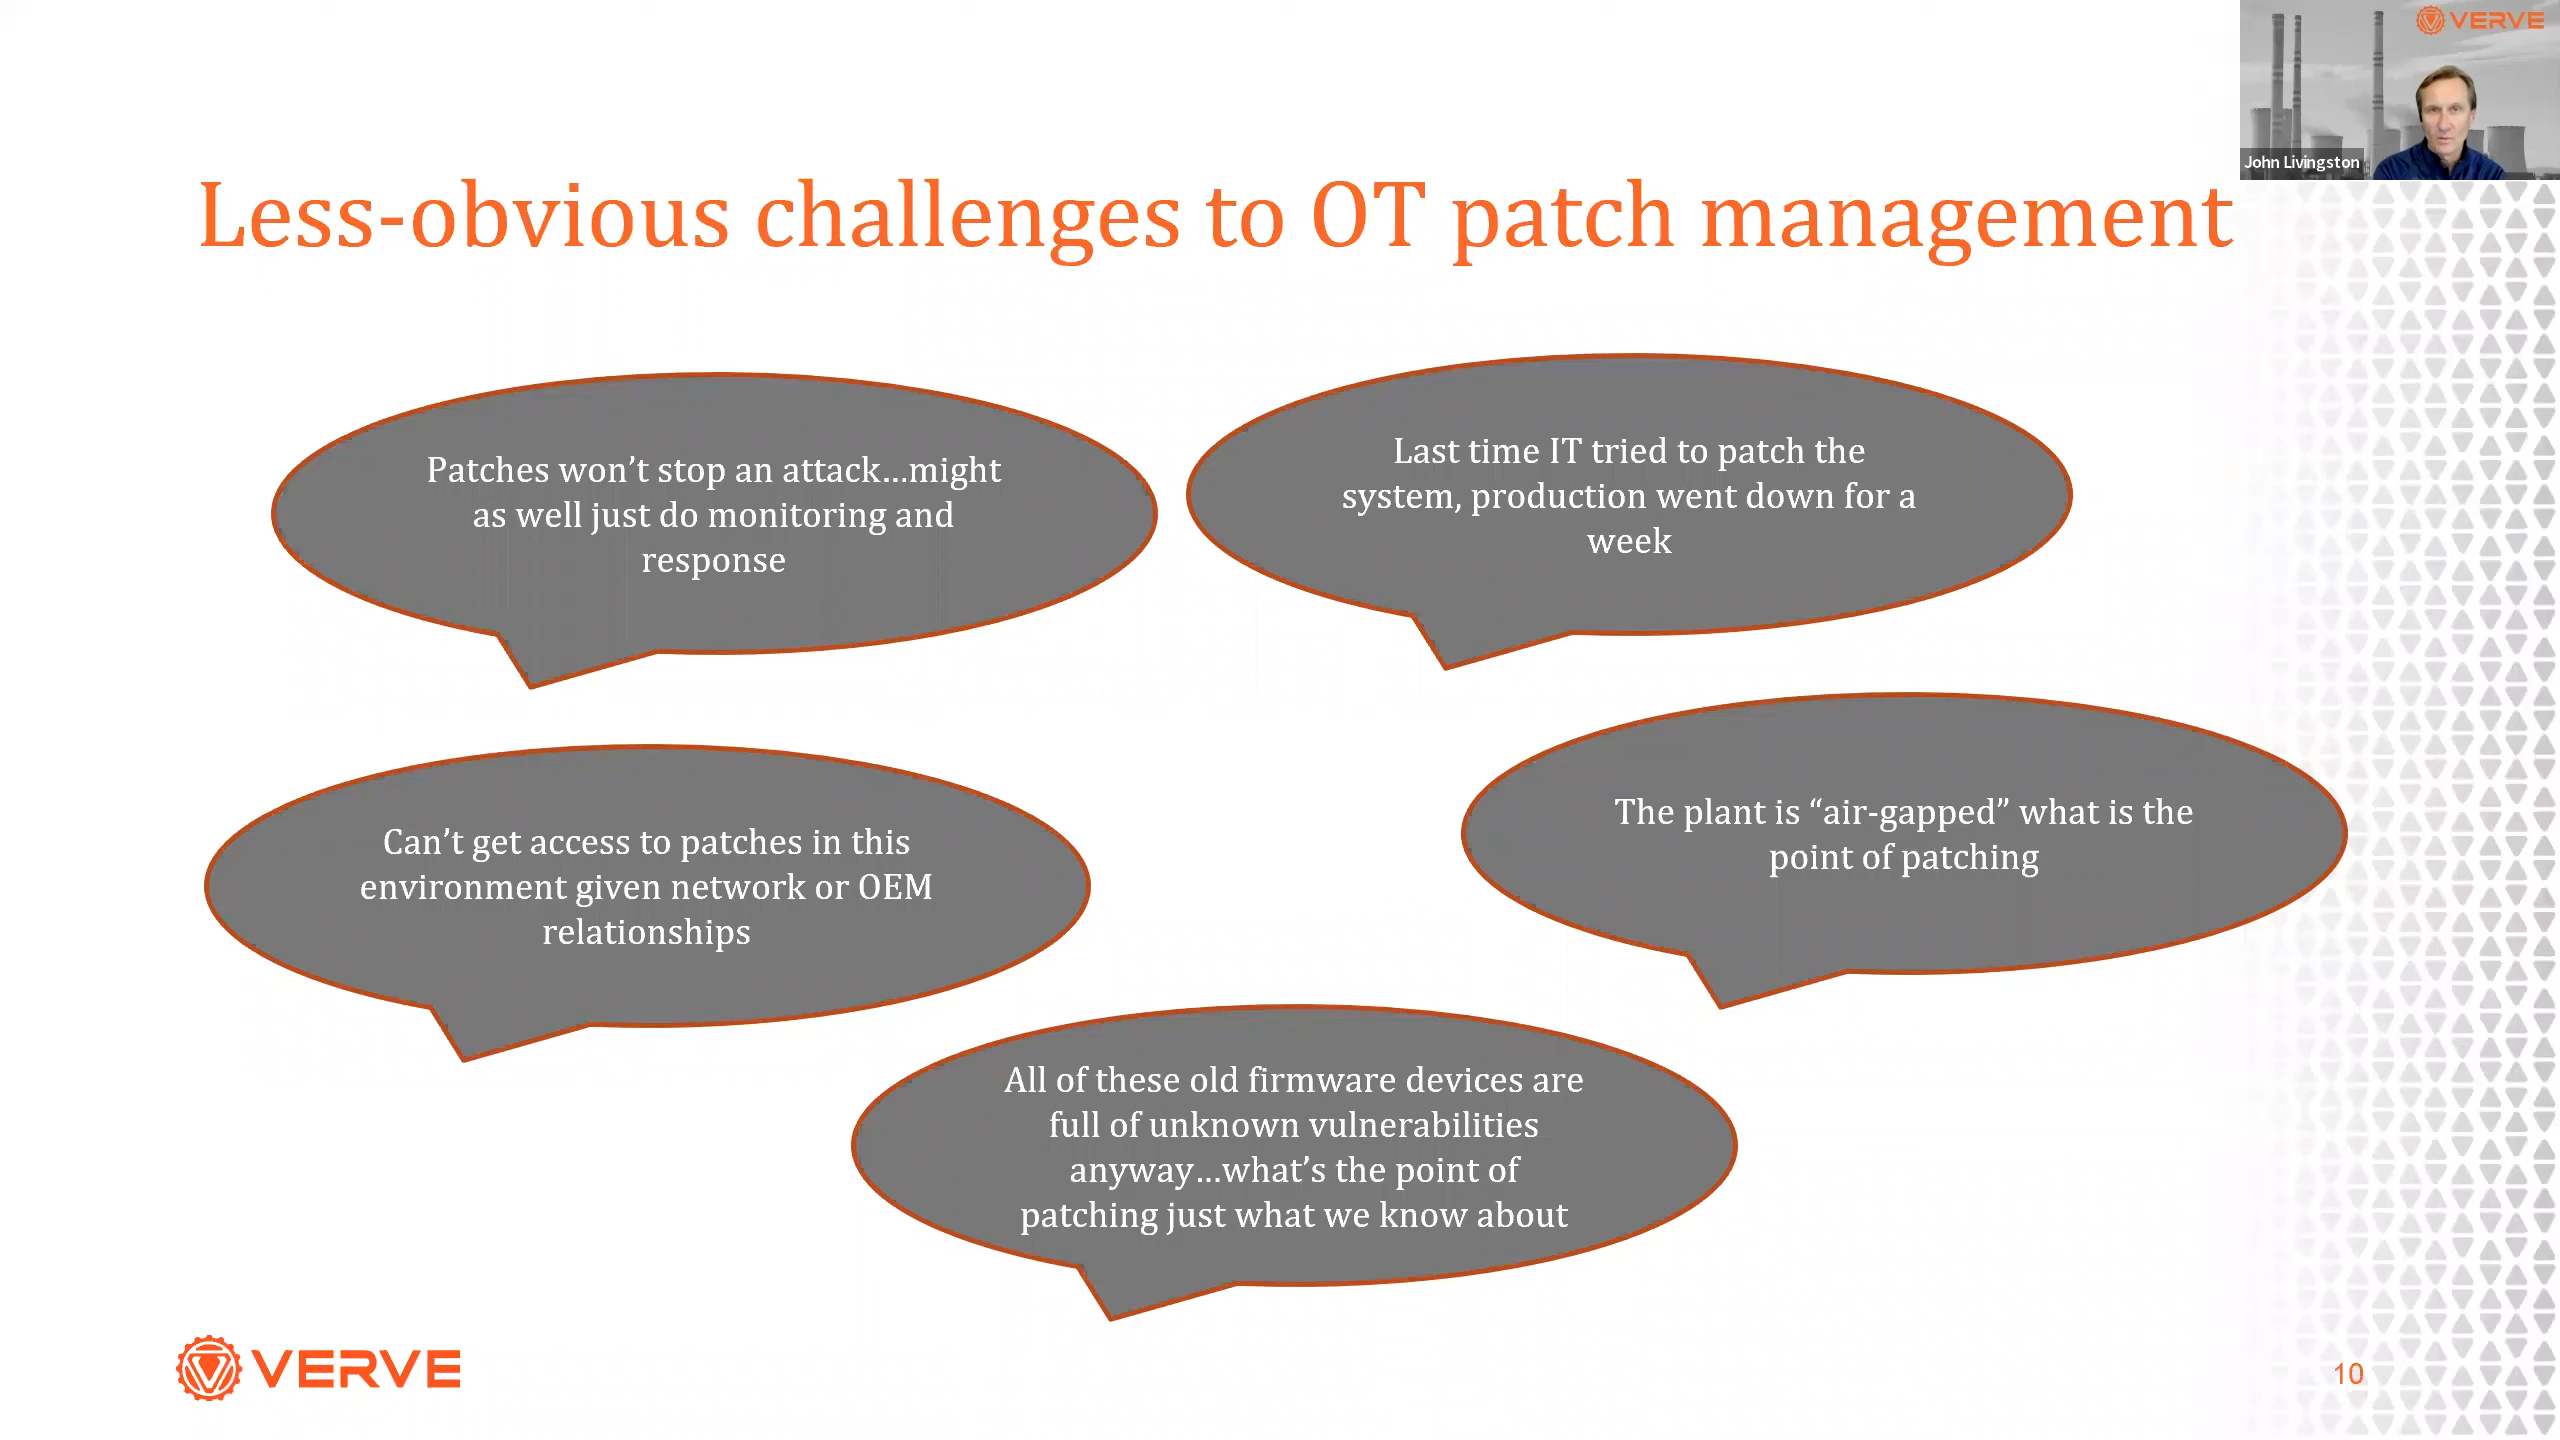 VERVE
John Livingston
Less-obvious challenges to OT patch management
Patches won’t stop an attack…might
as well just do monitoring and
response
Last time IT tried to patch the
system, production went down for a
week
Can’t get access to patches in this
environment given network or OEM
relationships
The plant is “air-gapped” what is the
point of patching
All of these old firmware devices are
full of unknown vulnerabilities
anyway…what’s the point of
patching just what we know about
VERVE
10